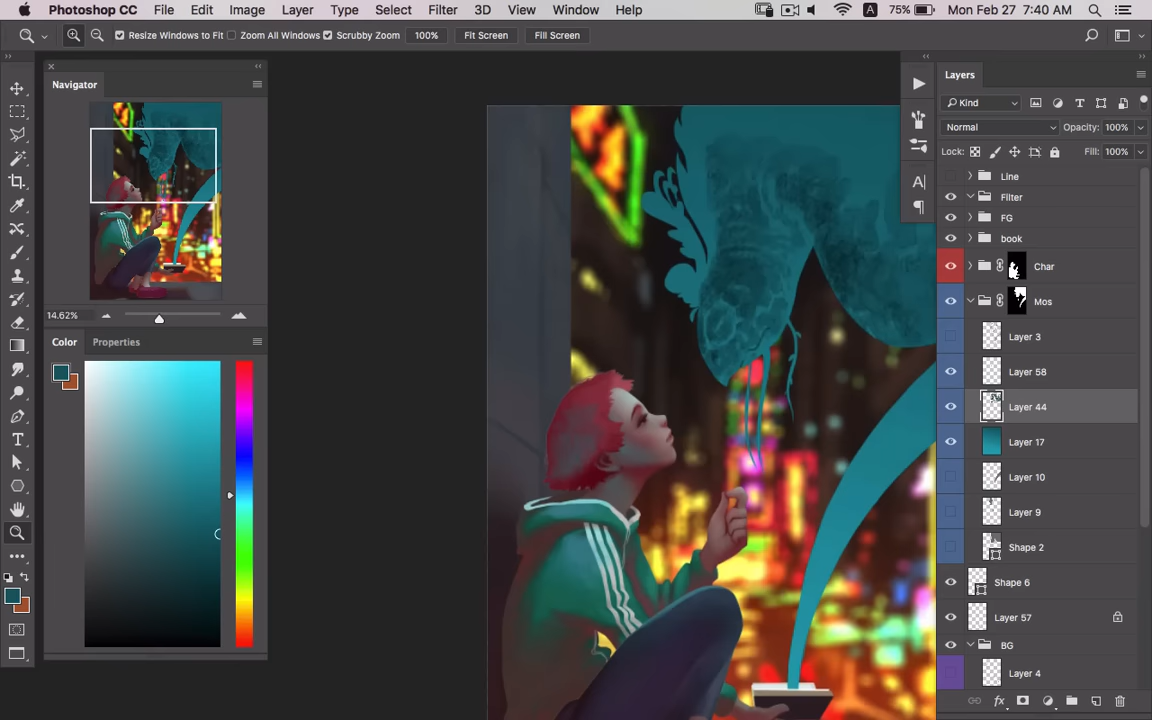 Photoshop CC File Edit Image Layer Type Select Filter 3D View Window Help A 75% Mon Feb 27 7:40 AM
Resize Windows to Fit Zoom All Windows Scrubby Zoom 100% Fit Screen Fill Screen
Navigator
14.62%
Color Properties
Layers
Kind
Normal Opacity: 100%
Lock: Fill: 100%
Line
Filter
FG
book
Char
Mos
Layer 3
Layer 58
Layer 44
Layer 17
Layer 10
Layer 9
Shape 2
Shape 6
Layer 57
BG
Layer 4